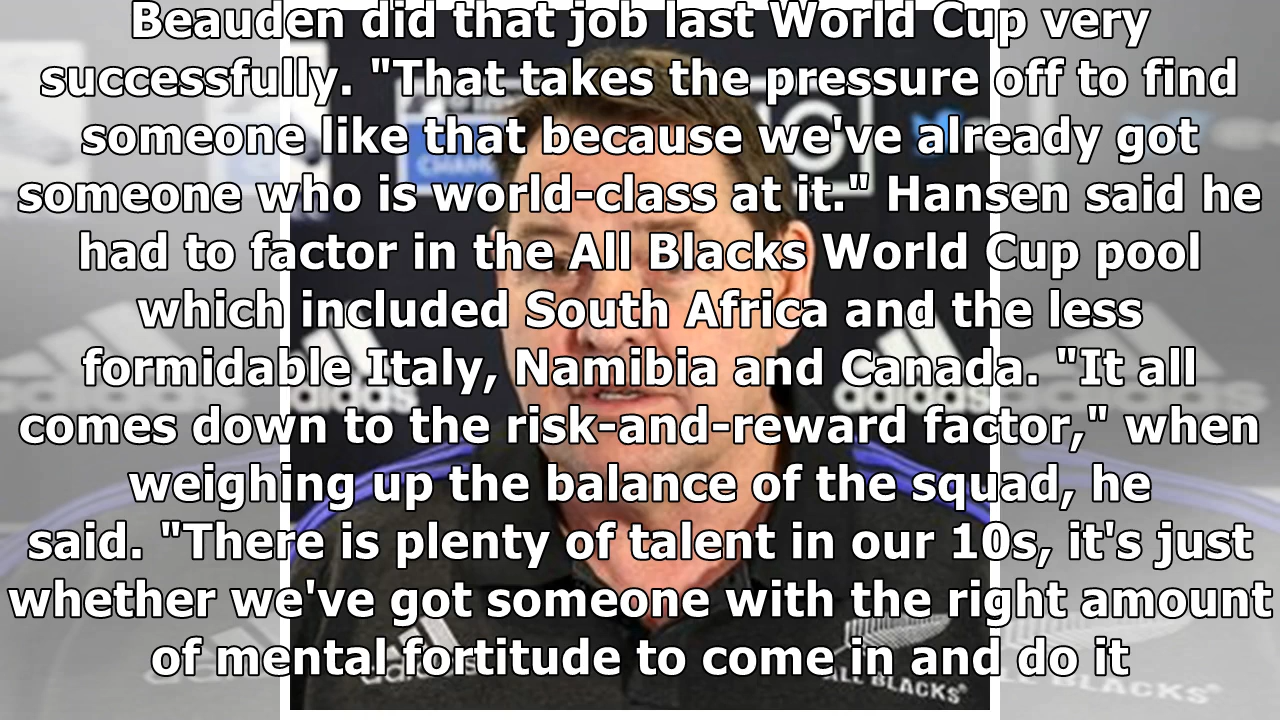 Beauden did that job last World Cup very
successfully. "That takes the pressure off to find
someone like that because we've already got
someone who is world-class at it." Hansen said he
had to factor in the All Blacks World Cup pool
which included South Africa and the less
formidable Italy, Namibia and Canada. "It all
comes down to the risk-and-reward factor," when
weighing up the balance of the squad, he
said. "There is plenty of talent in our 10s, it's just
whether we've got someone with the right amount
of mental fortitude to come in and do it
adidas
adidas
ALL BLACKS